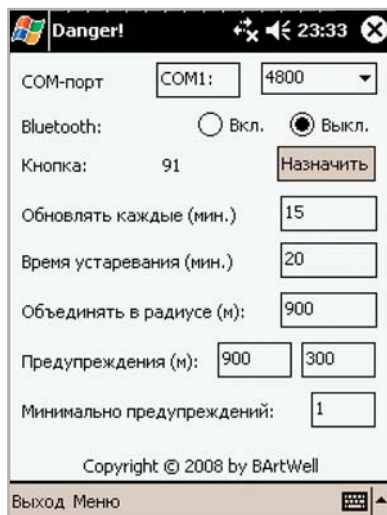 Danger! 23:33
COM-порт COM1: 4800
Bluetooth: Вкл. Выкл.
Кнопка: 91 Назначить
Обновлять каждые (мин.) 15
Время устаревания (мин.) 20
Объединять в радиусе (м): 900
Предупреждения (м): 900 300
Минимально предупреждений: 1
Copyright © 2008 by BArtWell
Выход Меню